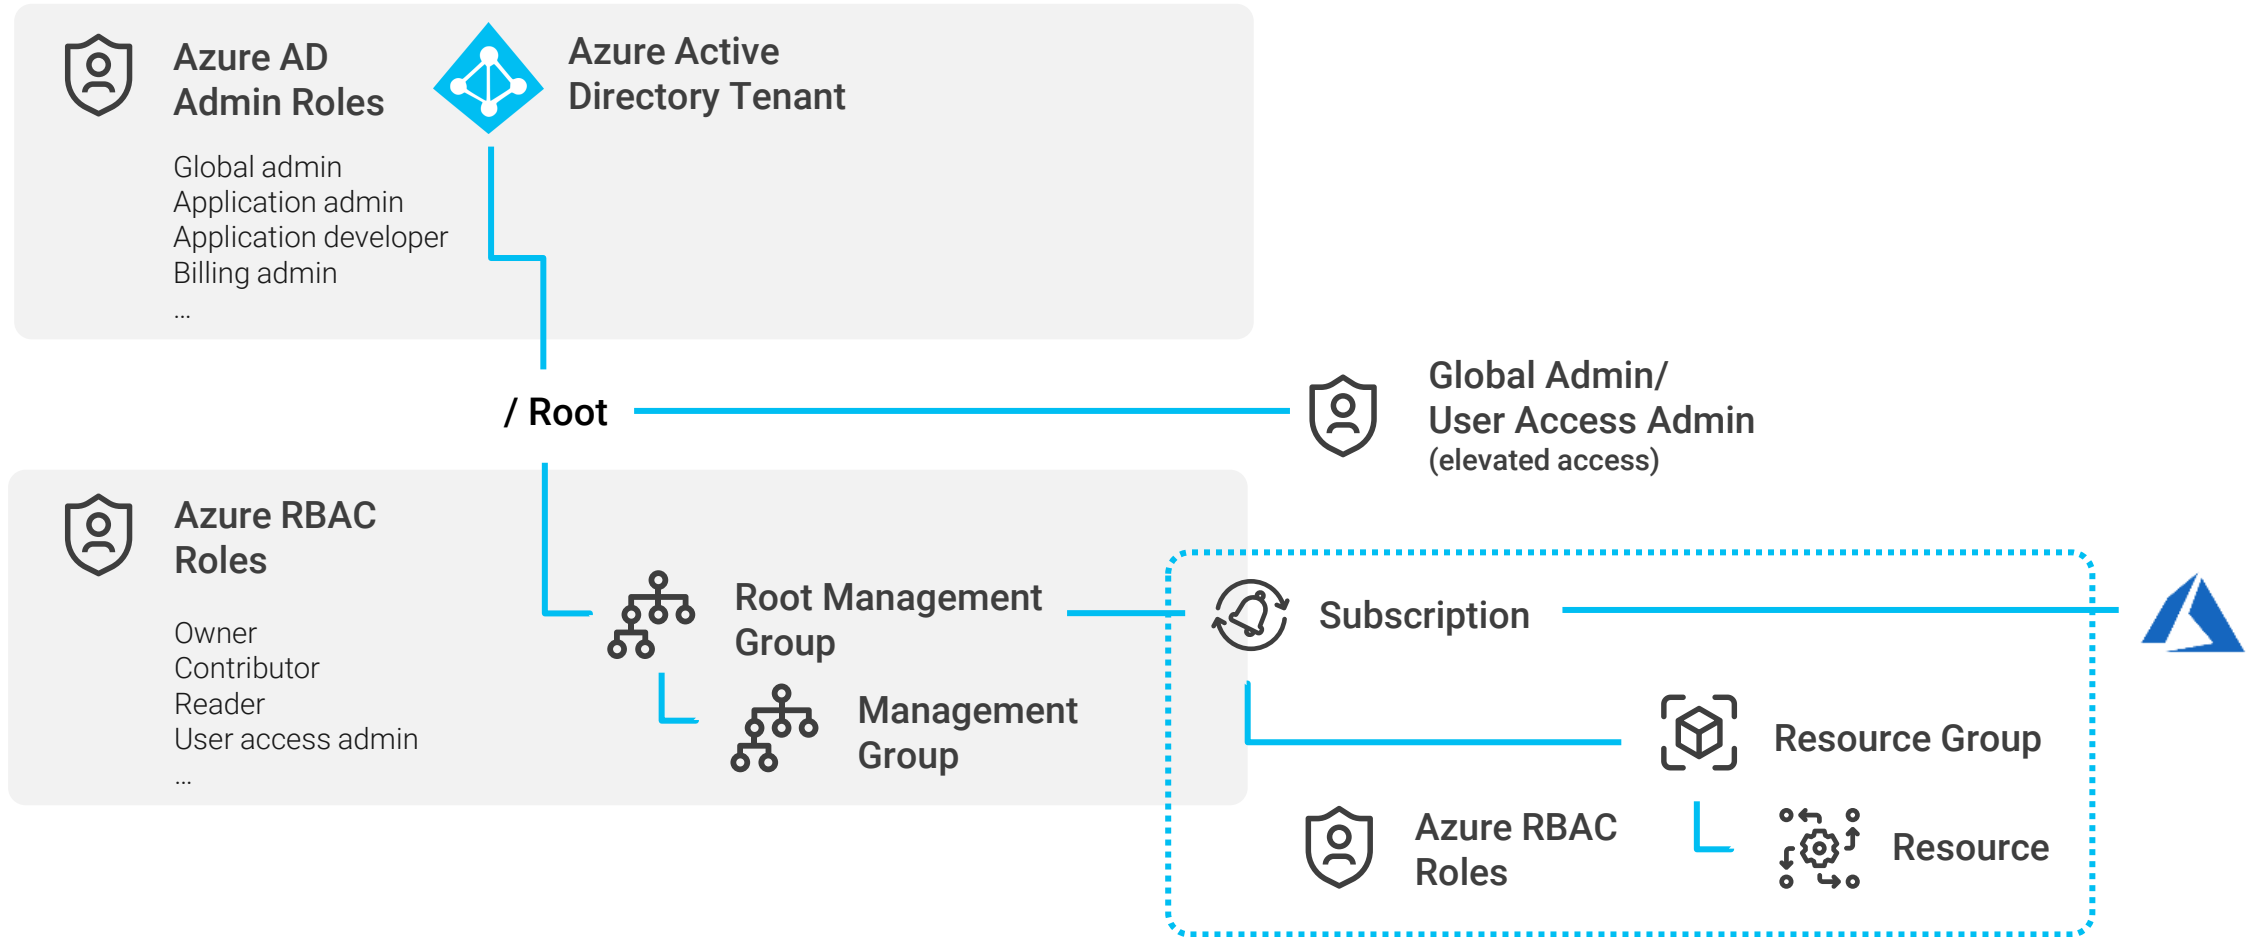 Azure AD
Admin Roles
Azure Active
Directory Tenant
Global admin
Application admin
Application developer
Billing admin
...
/ Root
Global Admin/
User Access Admin
(elevated access)
Azure RBAC
Roles
Owner
Contributor
Reader
User access admin
...
Root Management
Group
Management
Group
Subscription
Resource Group
Azure RBAC
Roles
Resource